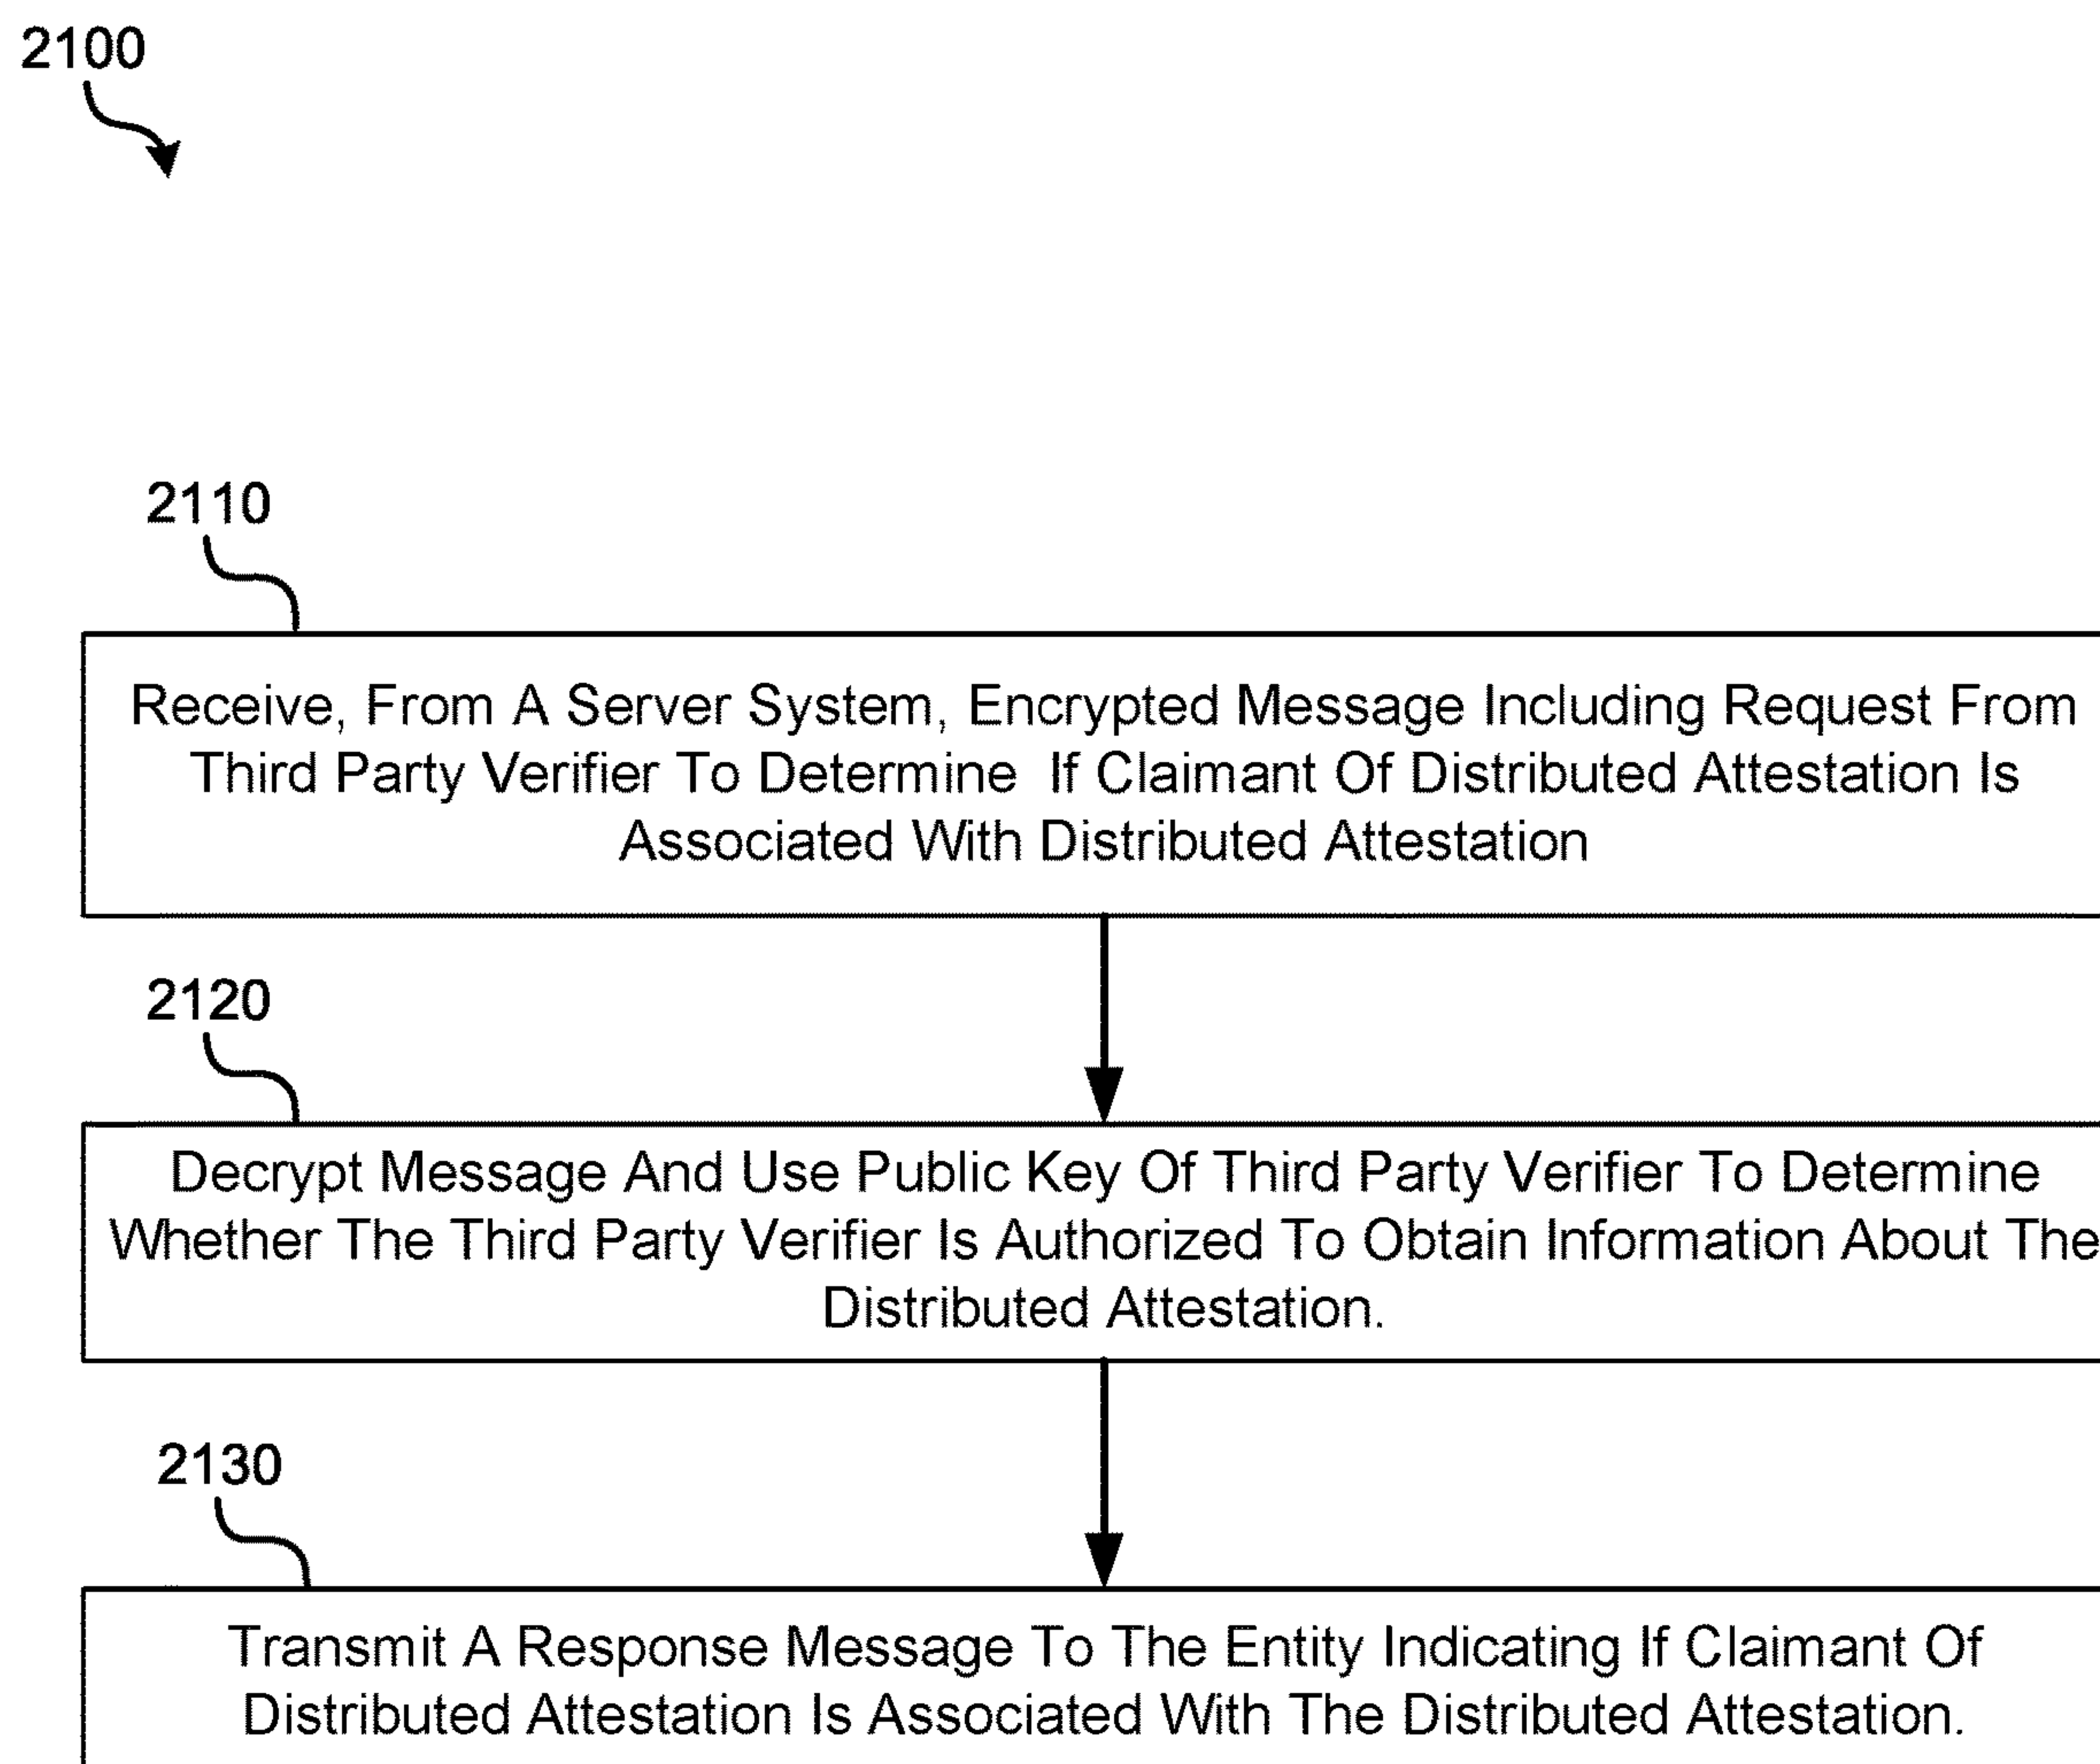 2100
2110
Receive, From A Server System, Encrypted Message Including Request From
Third Party Verifier To Determine If Claimant Of Distributed Attestation Is
Associated With Distributed Attestation
2120
Decrypt Message And Use Public Key Of Third Party Verifier To Determine
Whether The Third Party Verifier Is Authorized To Obtain Information About The
Distributed Attestation.
2130
Transmit A Response Message To The Entity Indicating If Claimant Of
Distributed Attestation Is Associated With The Distributed Attestation.